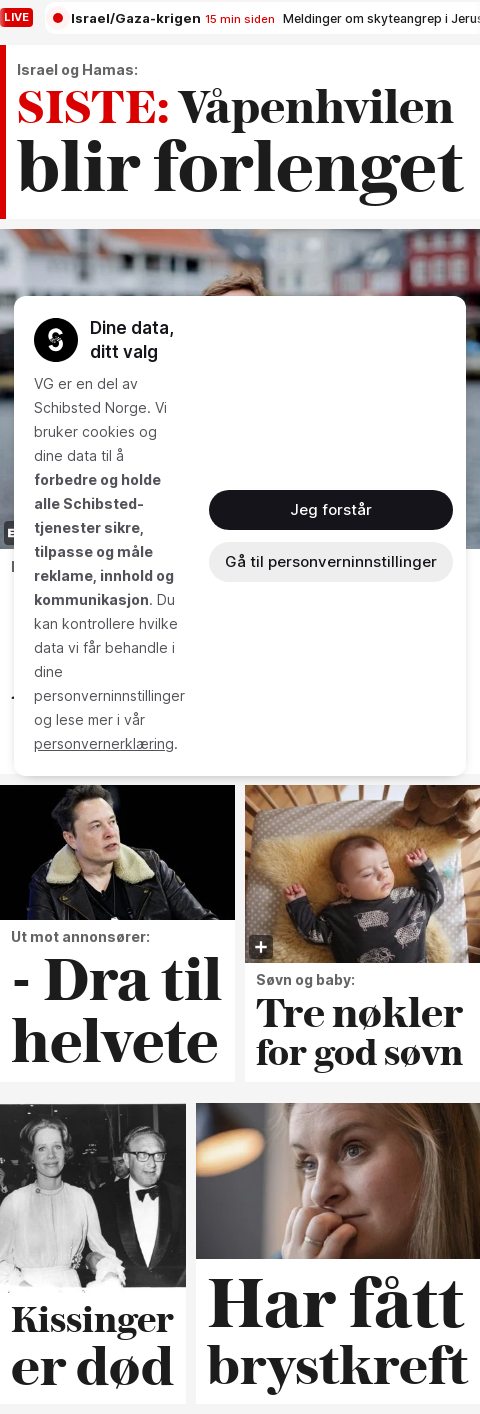 LIVE
Israel/Gaza-krigen 15 min siden Meldinger om skyteangrep i
Israel og Hamas:
SISTE: Våpenhvilen
blir forlenget
Dine data,
ditt valg
VG er en del av
Schibsted Norge. Vi
bruker cookies og
dine data til å
forbedre og holde
alle Schibsted-
tjenester sikre,
tilpasse og måle
reklame, innhold og
kommunikasjon. Du
kan kontrollere hvilke
data vi får behandle i
dine
personverninnstillinger
og lese mer i vår
personvernerklæring.
Jeg forstår
Gå til personverninnstillinger
Ut mot annonsører:
- Dra til
helvete
Søvn og baby:
Tre nøkler
for god søvn
Kissinger
er død
Har fått
brystkreft